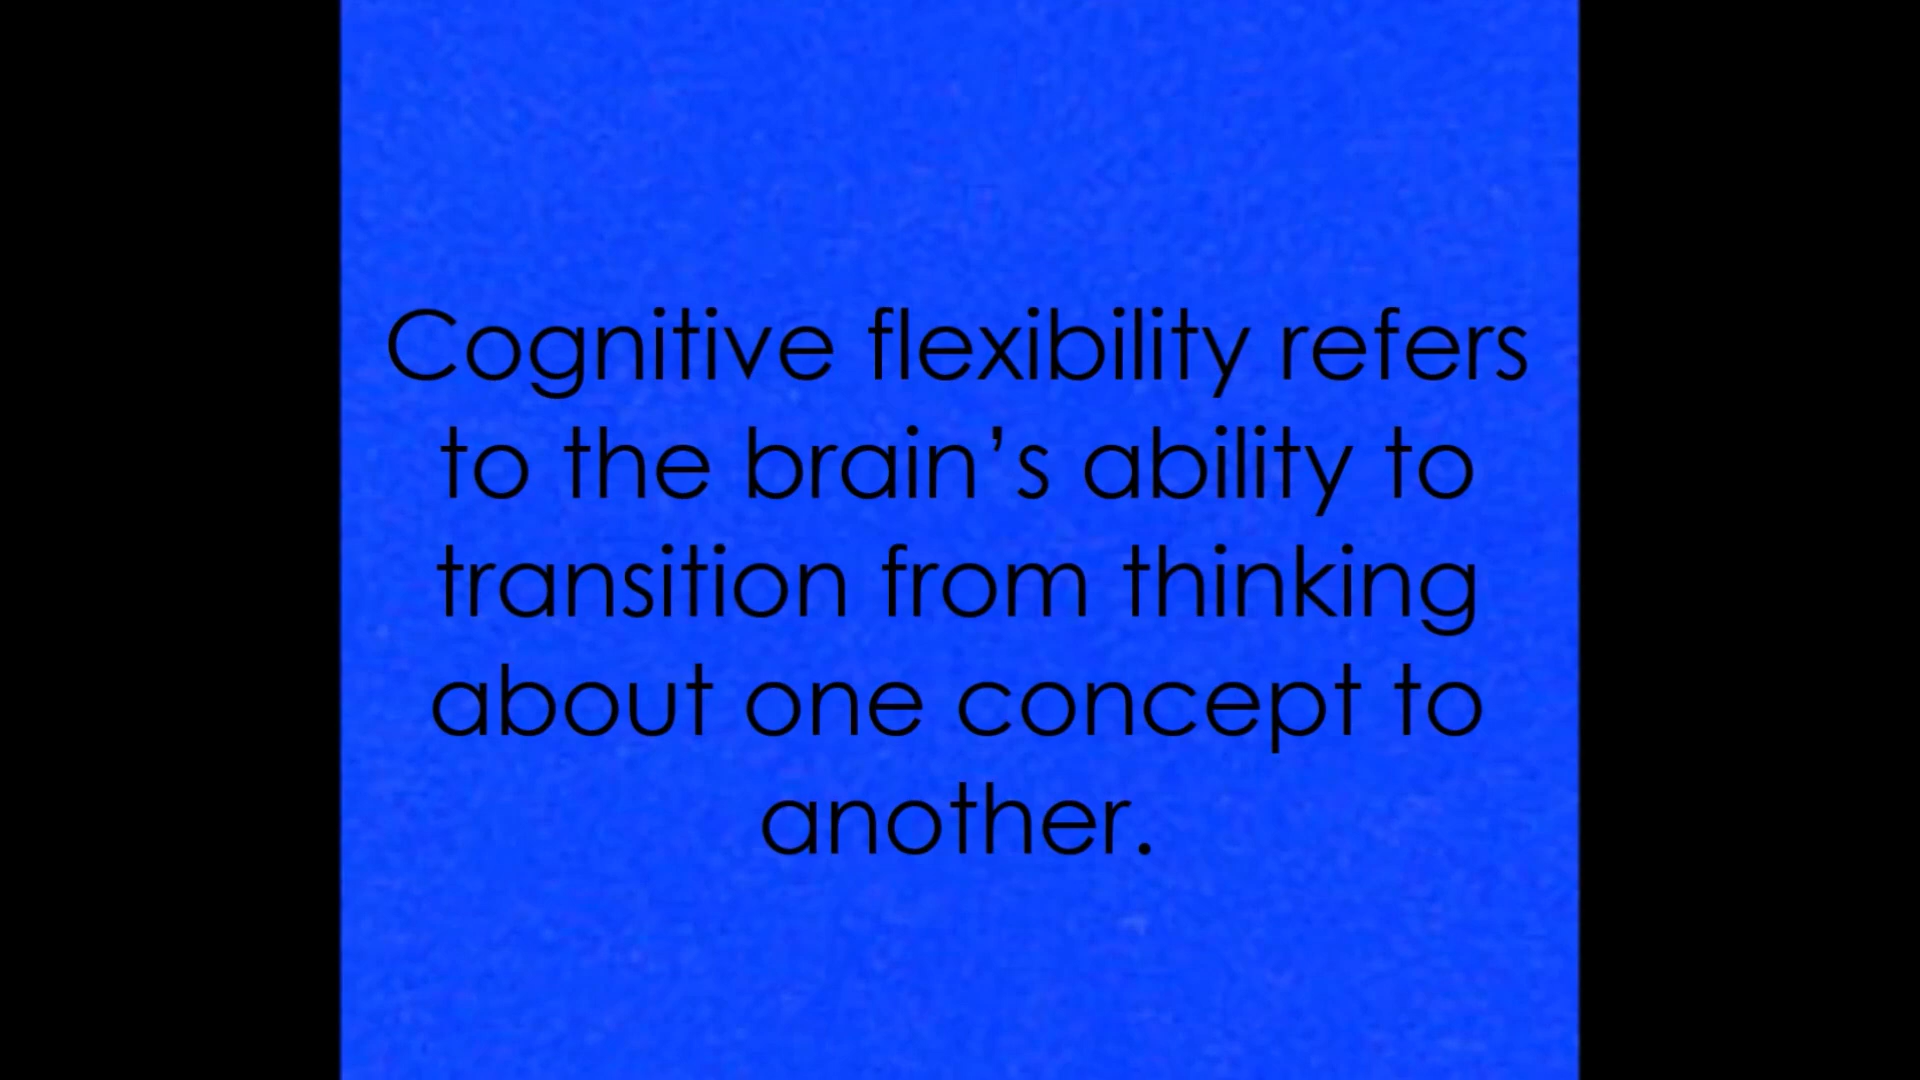 Cognitive flexibility refers
to the brain’s ability to
transition from thinking
about one concept to
another.